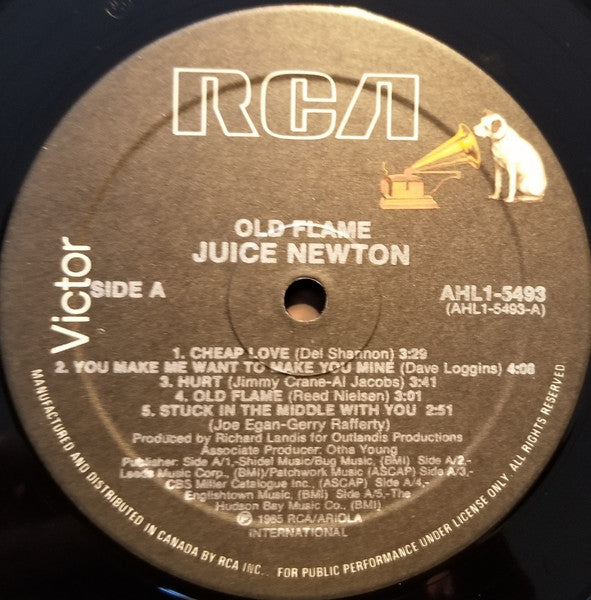 RCA
Victor
OLD FLAME
JUICE NEWTON
SIDE A
AHL1-5493
(AHL1-5493-A)
1. CHEAP LOVE (Del Shannon) 3:29
2. YOU MAKE ME WANT TO MAKE YOU MINE (Dave Loggins) 4:08
3. HURT (Jimmy Crane-Al Jacobs) 3:41
4. OLD FLAME (Reed Nielsen) 3:01
5. STUCK IN THE MIDDLE WITH YOU 2:51
(Joe Egan-Gerry Rafferty)
Produced by Richard Landis for Outlandis Productions
Associate Producer: Otha Young
Publisher: Side A/1,-Shidel Music/Bug Music, (BMI) Side A/2,-
Leeds Music Corp., (BMI)/Patchwork Music (ASCAP) Side A/3,-
CBS Miller Catalogue Inc., (ASCAP) Side A/4,-
Englishtown Music, (BMI) Side A/5,-The
Hudson Bay Music Co., (BMI)
℗ 1985 RCA/ARIOLA
INTERNATIONAL
MANUFACTURED AND DISTRIBUTED IN CANADA BY RCA INC., FOR PUBLIC PERFORMANCE UNDER LICENSE ONLY. ALL RIGHTS RESERVED